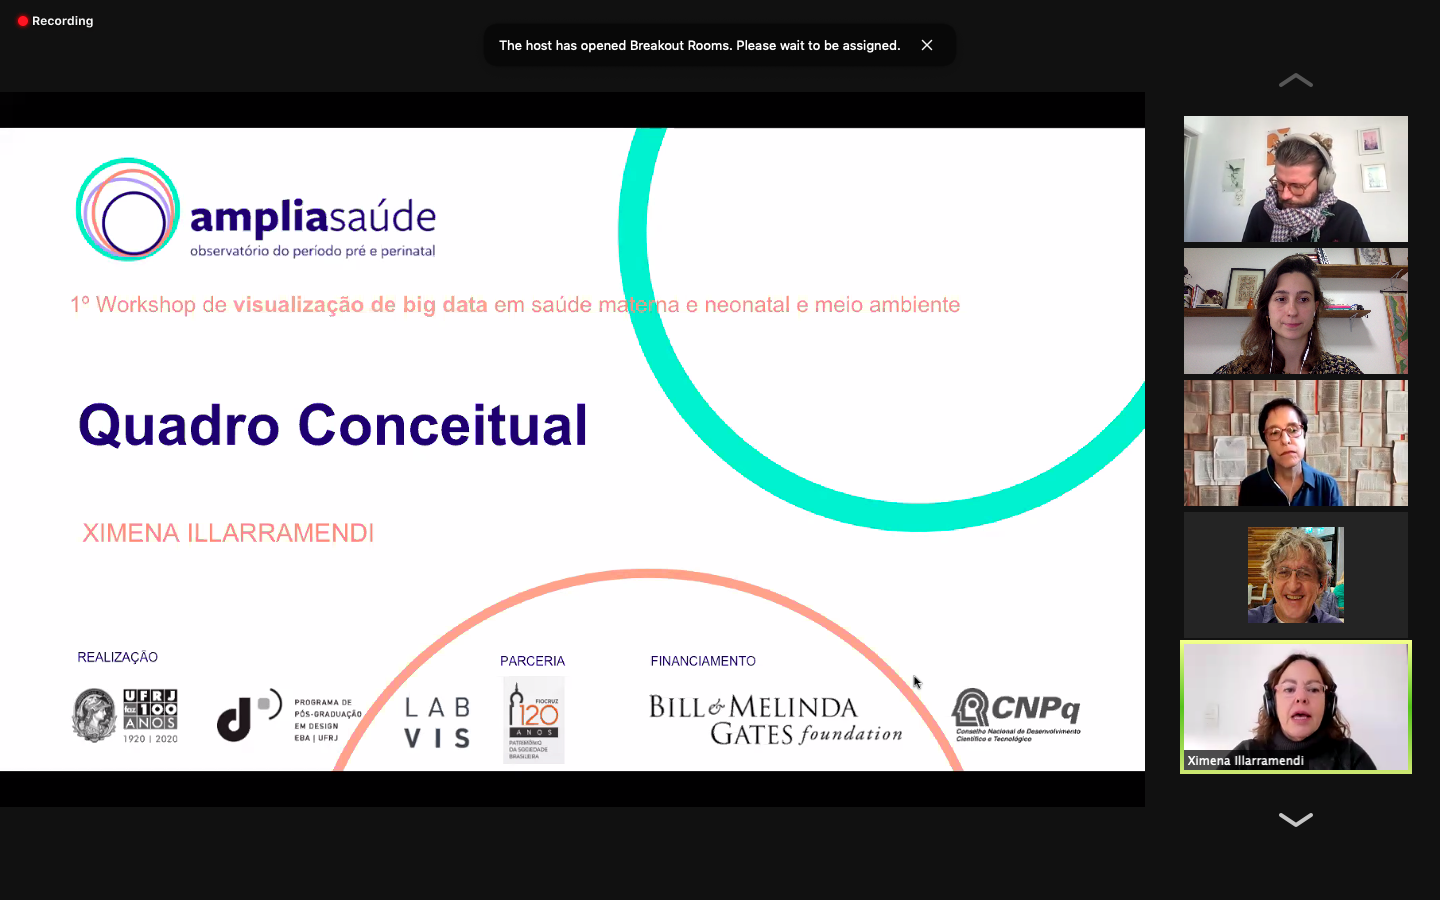 Recording
The host has opened Breakout Rooms. Please wait to be assigned.
ampliasaúde
observatório do período pré e perinatal
1º Workshop de visualização de big data em saúde materna e neonatal e meio ambiente
Quadro Conceitual
XIMENA ILLARRAMENDI
REALIZAÇÃO
PARCERIA
FINANCIAMENTO
UFRJ
faz 100
ANOS
1920 | 2020
PROGRAMA DE
PÓS-GRADUAÇÃO
EM DESIGN
EBA | UFRJ
LAB
VIS
FIOCRUZ
120
ANOS
PATRIMÔNIO
DA SOCIEDADE
BRASILEIRA
BILL & MELINDA
GATES foundation
CNPq
Conselho Nacional de Desenvolvimento
Científico e Tecnológico
Ximena Illarramendi